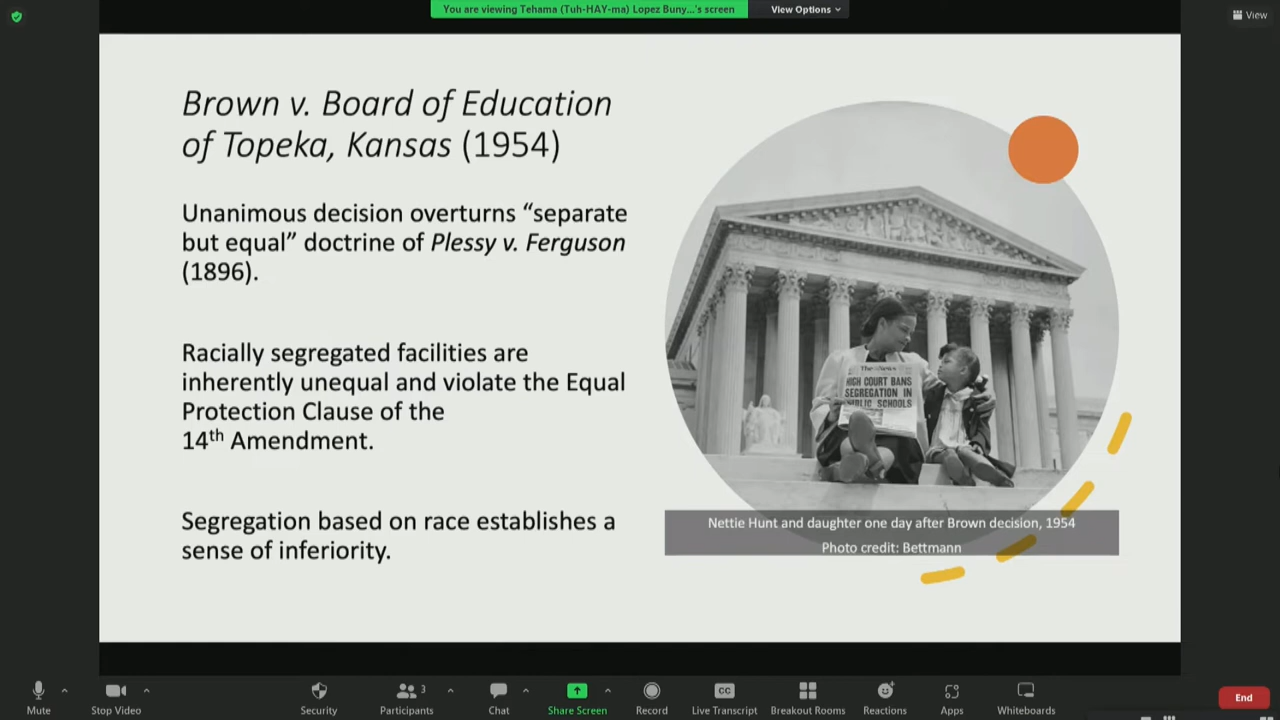 You are viewing Tehama (Tuh-HAY-ma) Lopez Buny...'s screen
View Options
View
Brown v. Board of Education
of Topeka, Kansas (1954)
Unanimous decision overturns “separate
but equal” doctrine of Plessy v. Ferguson
(1896).
Racially segregated facilities are
inherently unequal and violate the Equal
Protection Clause of the
14th Amendment.
Segregation based on race establishes a
sense of inferiority.
The News
HIGH COURT BANS
SEGREGATION IN
PUBLIC SCHOOLS
Nettie Hunt and daughter one day after Brown decision, 1954
Photo credit: Bettmann
Mute
Stop Video
Security
Participants
3
Chat
Share Screen
Record
CC
Live Transcript
Breakout Rooms
Reactions
Apps
Whiteboards
End